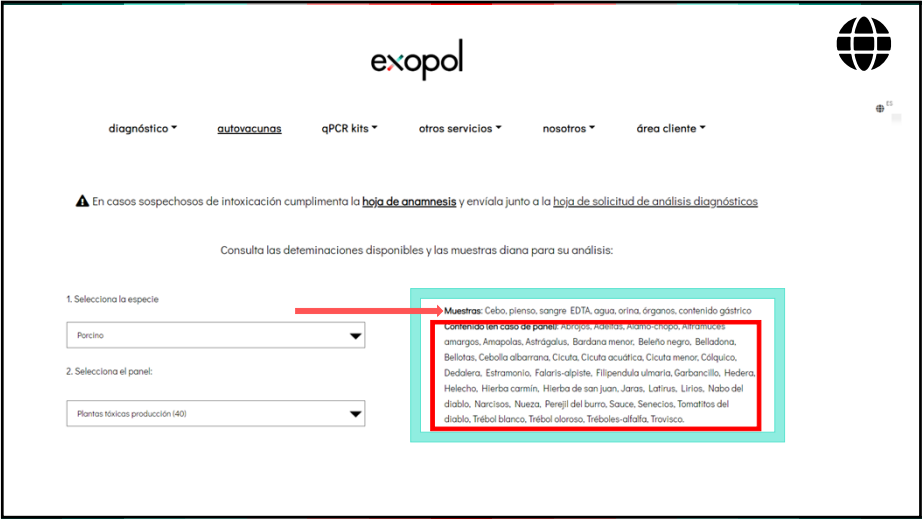 exopol
ES
diagnóstico autovacunas qPCR kits otros servicios nosotros área cliente
En casos sospechosos de intoxicación cumplimenta la hoja de anamnesis y envíala junto a la hoja de solicitud de análisis diagnósticos
Consulta las deteminaciones disponibles y las muestras diana para su análisis:
1. Selecciona la especie
Porcino
2. Selecciona el panel:
Plantas tóxicas producción (40)
Muestras: Cebo, pienso, sangre EDTA, agua, orina, órganos, contenido gástrico
Contenido (en caso de panel): Abrojos, Adelfas, Álamo-chopo, Altramuces
amargos, Amapolas, Astrágalus, Bardana menor, Beleño negro, Belladona,
Bellotas, Cebolla albarrana, Cicuta, Cicuta acuática, Cicuta menor, Cólquico,
Dedalera, Estramonio, Falaris-alpiste, Filipendula ulmaria, Garbancillo, Hedera,
Helecho, Hierba carmín, Hierba de san juan, Jaras, Latirus, Lirios, Nabo del
diablo, Narcisos, Nueza, Perejil del burro, Sauce, Senecios, Tomatitos del
diablo, Trébol blanco, Trébol oloroso, Tréboles-alfalfa, Trovisco.